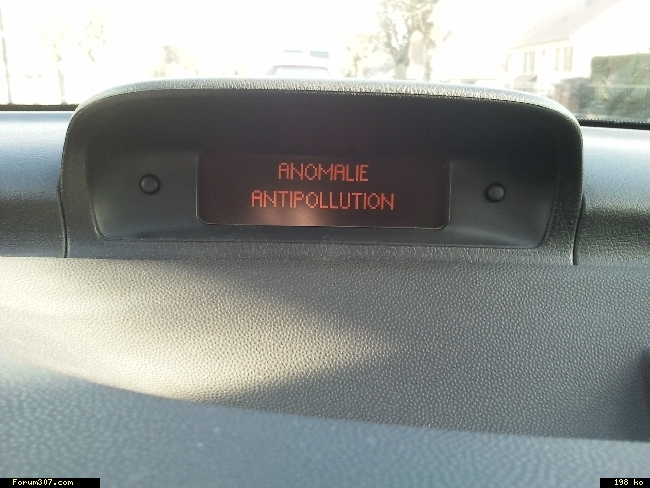 ANOMALIE
ANTIPOLLUTION
Forum307.com
198 ko